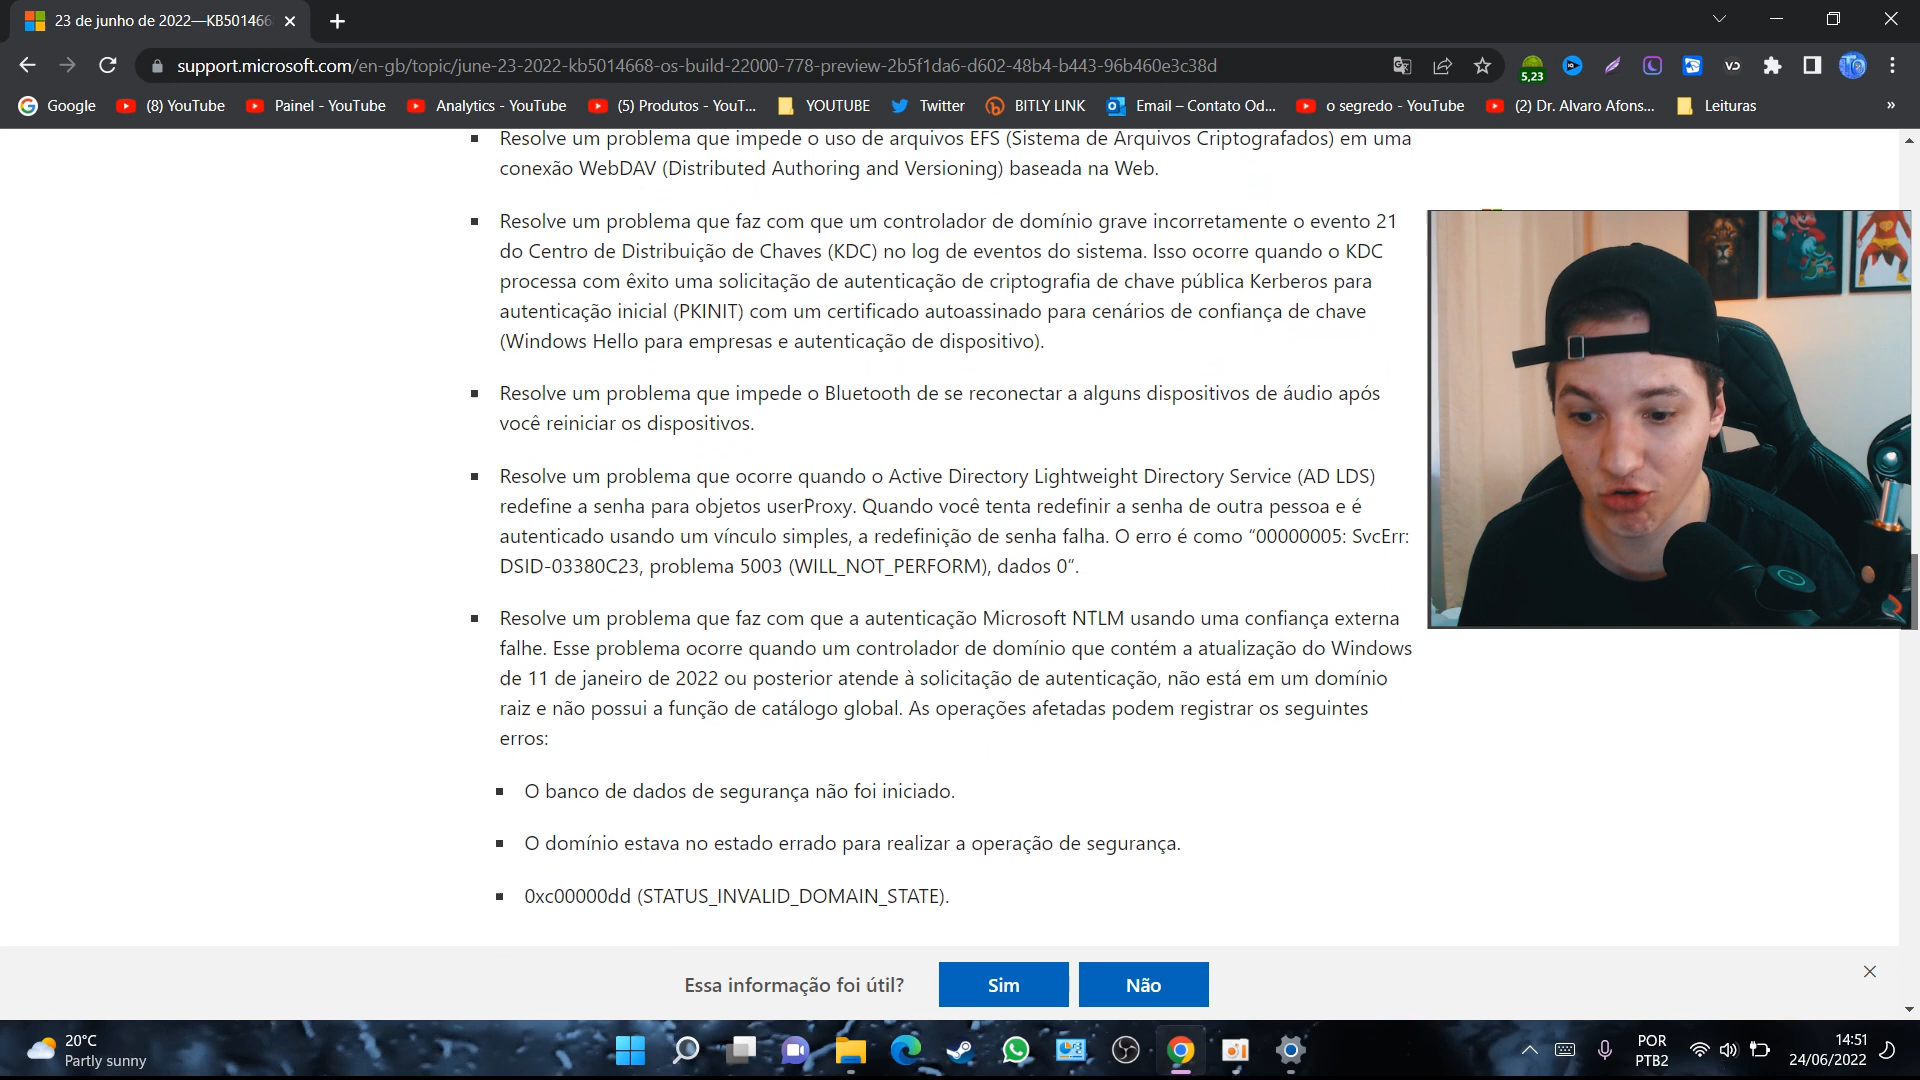 23 de junho de 2022—KB501466
support.microsoft.com/en-gb/topic/june-23-2022-kb5014668-os-build-22000-778-preview-2b5f1da6-d602-48b4-b443-96b460e3c38d
5,23
Google
(8) YouTube
Painel - YouTube
Analytics - YouTube
(5) Produtos - YouT...
YOUTUBE
Twitter
BITLY LINK
Email – Contato Od...
o segredo - YouTube
(2) Dr. Alvaro Afons...
Leituras
»
Resolve um problema que impede o uso de arquivos EFS (Sistema de Arquivos Criptografados) em uma
conexão WebDAV (Distributed Authoring and Versioning) baseada na Web.
Resolve um problema que faz com que um controlador de domínio grave incorretamente o evento 21
do Centro de Distribuição de Chaves (KDC) no log de eventos do sistema. Isso ocorre quando o KDC
processa com êxito uma solicitação de autenticação de criptografia de chave pública Kerberos para
autenticação inicial (PKINIT) com um certificado autoassinado para cenários de confiança de chave
(Windows Hello para empresas e autenticação de dispositivo).
Resolve um problema que impede o Bluetooth de se reconectar a alguns dispositivos de áudio após
você reiniciar os dispositivos.
Resolve um problema que ocorre quando o Active Directory Lightweight Directory Service (AD LDS)
redefine a senha para objetos userProxy. Quando você tenta redefinir a senha de outra pessoa e é
autenticado usando um vínculo simples, a redefinição de senha falha. O erro é como “00000005: SvcErr:
DSID-03380C23, problema 5003 (WILL_NOT_PERFORM), dados 0”.
Resolve um problema que faz com que a autenticação Microsoft NTLM usando uma confiança externa
falhe. Esse problema ocorre quando um controlador de domínio que contém a atualização do Windows
de 11 de janeiro de 2022 ou posterior atende à solicitação de autenticação, não está em um domínio
raiz e não possui a função de catálogo global. As operações afetadas podem registrar os seguintes
erros:
O banco de dados de segurança não foi iniciado.
O domínio estava no estado errado para realizar a operação de segurança.
0xc00000dd (STATUS_INVALID_DOMAIN_STATE).
Essa informação foi útil?
Sim
Não
20°C
Partly sunny
POR
PTB2
14:51
24/06/2022